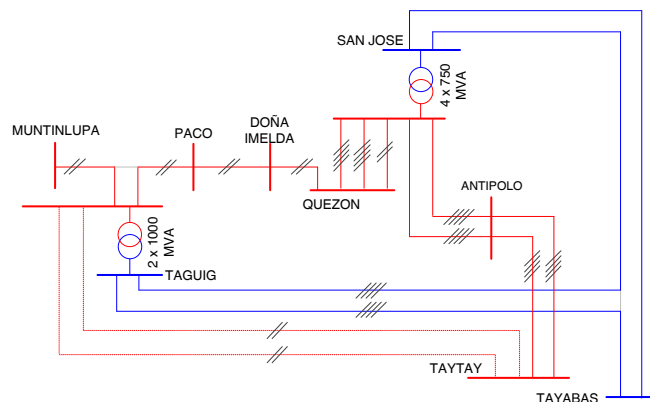 SAN JOSE
4 x 750
MVA
MUNTINLUPA
PACO
DOÑA
IMELDA
QUEZON
ANTIPOLO
2 x 1000
MVA
TAGUIG
TAYTAY
TAYABAS